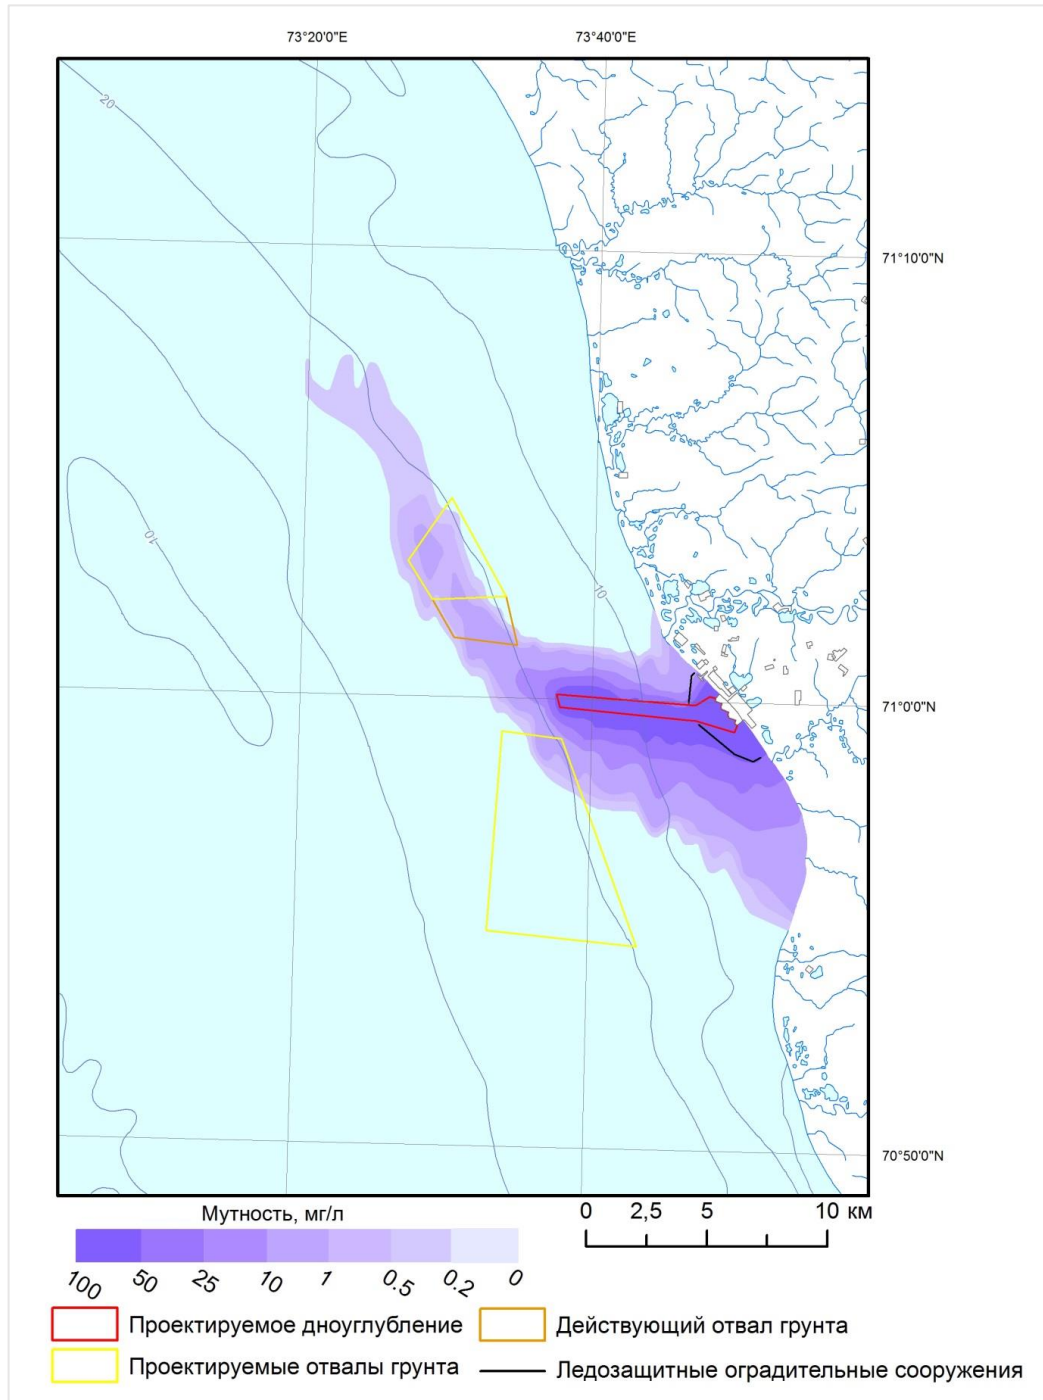 73°20'0"E 73°40'0"E
20
71°10'0"N
10
10
71°0'0"N
70°50'0"N
Мутность, мг/л
0 2,5 5 10 км
100 50 25 10 1 0.5 0.2 0
Проектируемое дноуглубление
Действующий отвал грунта
Проектируемые отвалы грунта
Ледозащитные оградительные сооружения